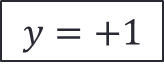 y = +1